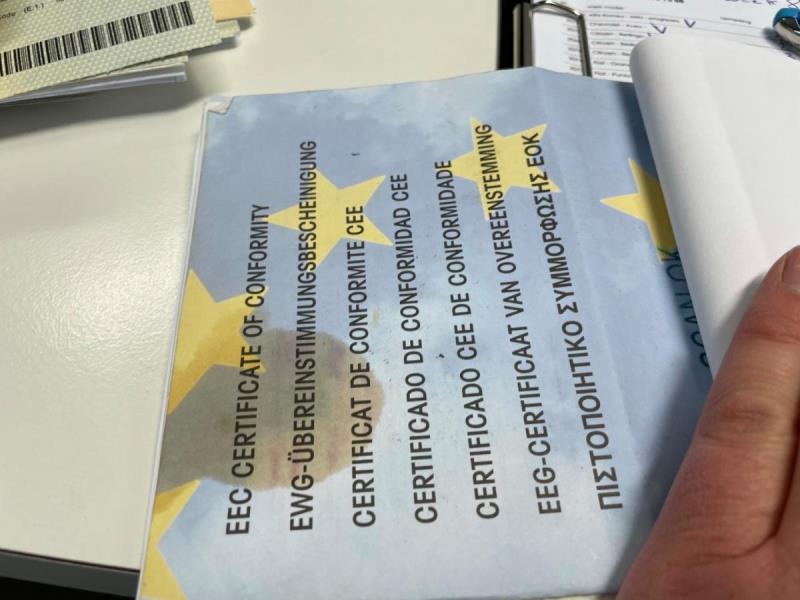 EEC CERTIFICATE OF CONFORMITY
EWG-ÜBEREINSTIMMUNGSBESCHEINIGUNG
CERTIFICAT DE CONFORMITE CEE
CERTIFICADO DE CONFORMIDAD CEE
CERTIFICADO CEE DE CONFORMIDADE
EEG-CERTIFICAAT VAN OVEREENSTEMMING
ΠΙΣΤΟΠΟΙΗΤΙΚΟ ΣΥΜΜΟΡΦΩΣΗΣ ΕΟΚ